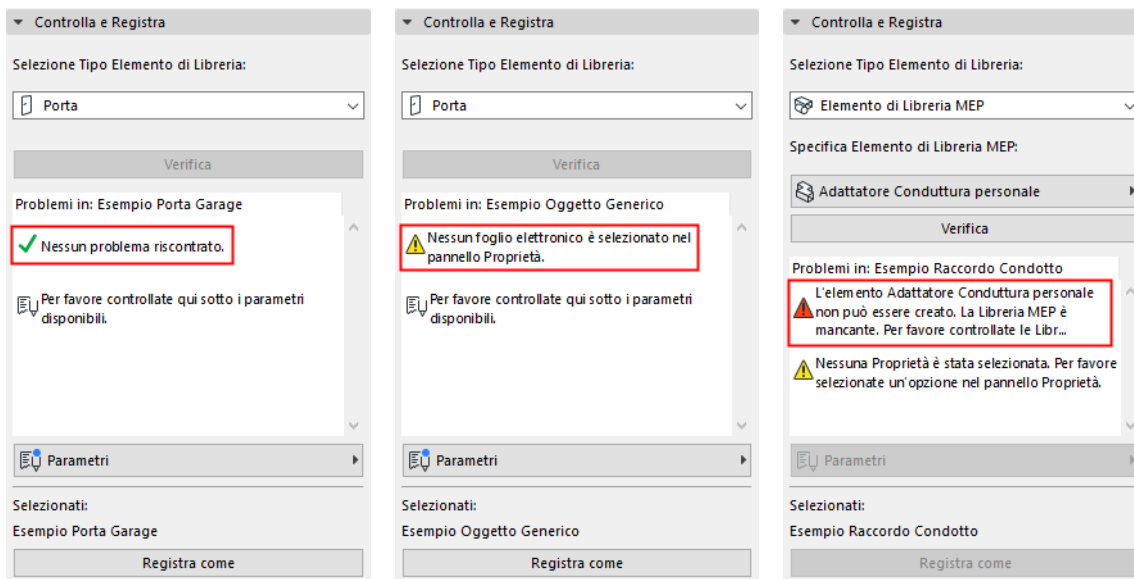 Controlla e Registra
Selezione Tipo Elemento di Libreria:
Porta
Verifica
Problemi in: Esempio Porta Garage
Nessun problema riscontrato.
Per favore controllate qui sotto i parametri
disponibili.
Parametri
Selezionati:
Esempio Porta Garage
Registra come
Controlla e Registra
Selezione Tipo Elemento di Libreria:
Porta
Verifica
Problemi in: Esempio Oggetto Generico
Nessun foglio elettronico è selezionato nel
pannello Proprietà.
Per favore controllate qui sotto i parametri
disponibili.
Parametri
Selezionati:
Esempio Oggetto Generico
Registra come
Controlla e Registra
Selezione Tipo Elemento di Libreria:
Elemento di Libreria MEP
Specifica Elemento di Libreria MEP:
Adattatore Conduttura personale
Verifica
Problemi in: Esempio Raccordo Condotto
L'elemento Adattatore Conduttura personale
non può essere creato. La Libreria MEP è
mancante. Per favore controllate le Libr...
Nessuna Proprietà è stata selezionata. Per favore
selezionate un'opzione nel pannello Proprietà.
Parametri
Selezionati:
Esempio Raccordo Condotto
Registra come